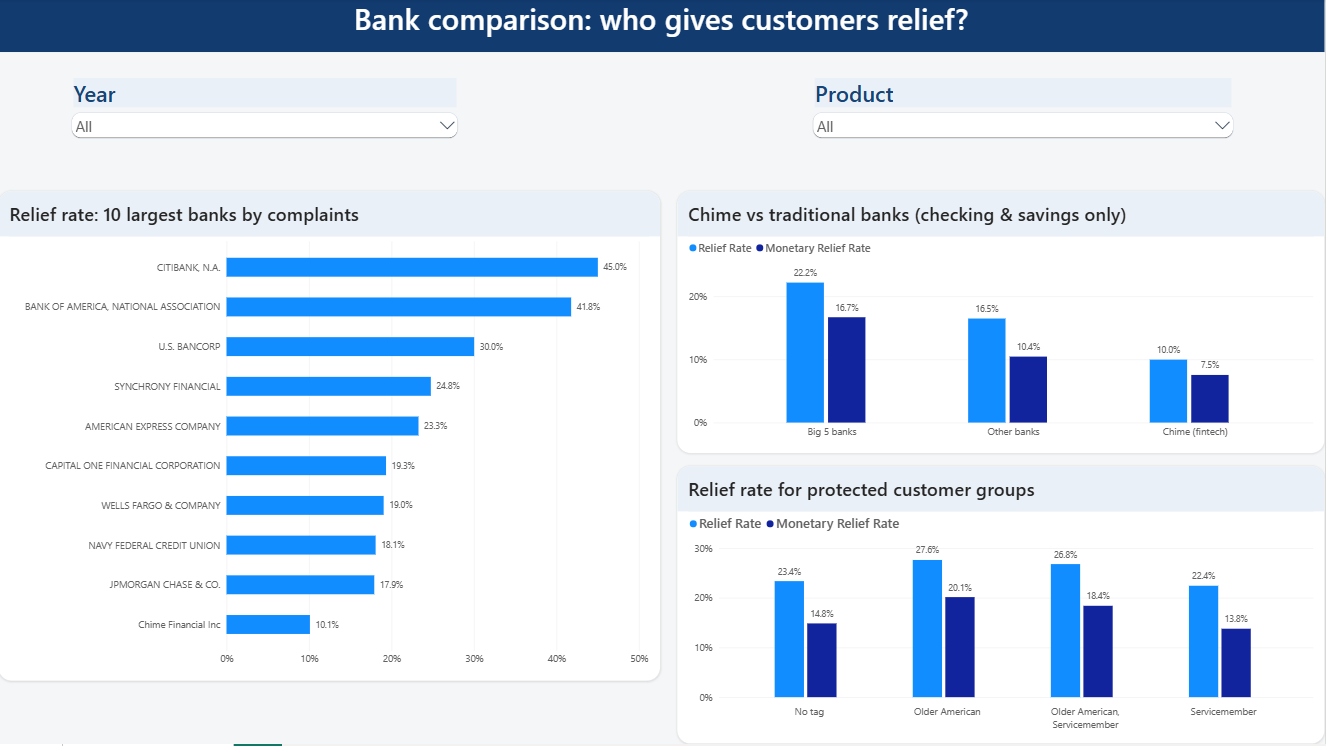 Bank comparison: who gives customers relief?
Year
All
Product
All
Relief rate: 10 largest banks by complaints
CITIBANK, N.A.
45.0%
BANK OF AMERICA, NATIONAL ASSOCIATION
41.8%
U.S. BANCORP
30.0%
SYNCHRONY FINANCIAL
24.8%
AMERICAN EXPRESS COMPANY
23.3%
CAPITAL ONE FINANCIAL CORPORATION
19.3%
WELLS FARGO & COMPANY
19.0%
NAVY FEDERAL CREDIT UNION
18.1%
JPMORGAN CHASE & CO.
17.9%
Chime Financial Inc
10.1%
0% 10% 20% 30% 40% 50%
Chime vs traditional banks (checking & savings only)
Relief Rate Monetary Relief Rate
20%
10%
0%
22.2%
16.7%
16.5%
10.4%
10.0%
7.5%
Big 5 banks
Other banks
Chime (fintech)
Relief rate for protected customer groups
Relief Rate Monetary Relief Rate
30%
20%
10%
0%
23.4%
14.8%
27.6%
20.1%
26.8%
18.4%
22.4%
13.8%
No tag
Older American
Older American,
Servicemember
Servicemember